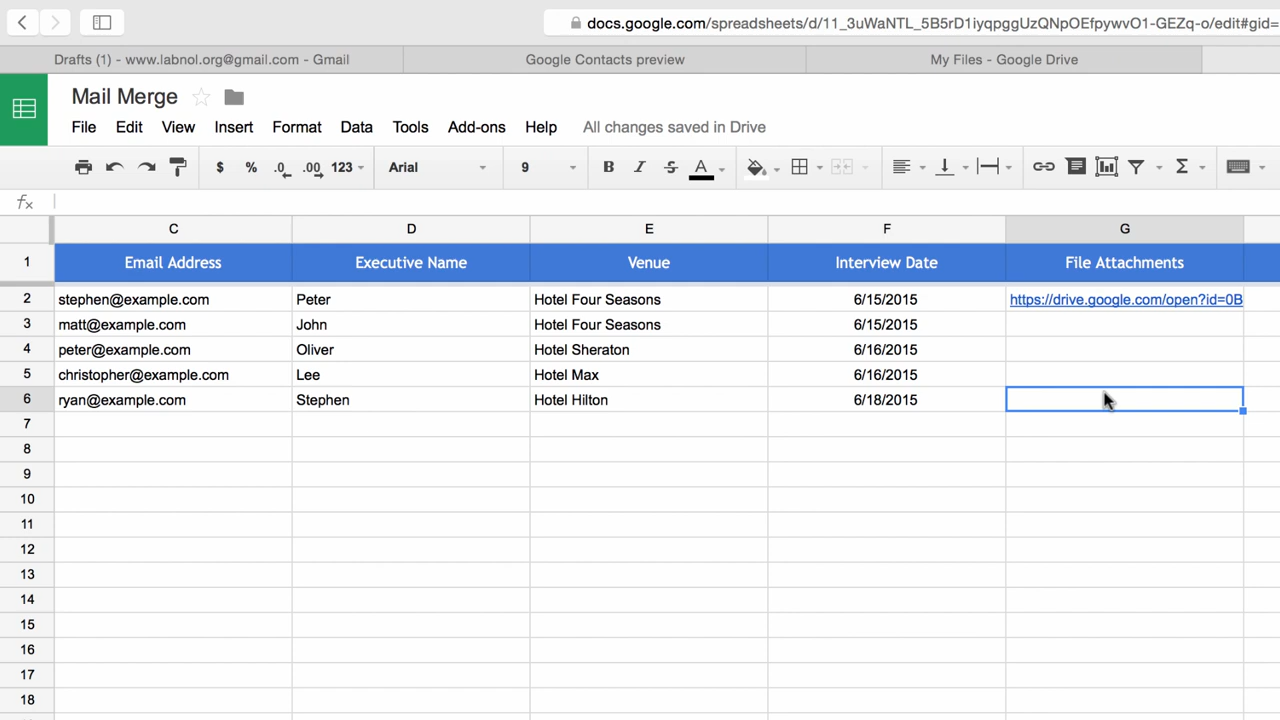 docs.google.com/spreadsheets/d/11_3uWaNTL_5B5rD1iyqpggUzQNpOEfpywvO1-GEZq-o/edit#gid=
Drafts (1) - www.labnol.org@gmail.com - Gmail Google Contacts preview My Files - Google Drive
Mail Merge
File Edit View Insert Format Data Tools Add-ons Help All changes saved in Drive
$ % .0 .00 123 Arial 9 B I S A Σ
fx
C D E F G
1 Email Address Executive Name Venue Interview Date File Attachments
2 stephen@example.com Peter Hotel Four Seasons 6/15/2015 https://drive.google.com/open?id=0B
3 matt@example.com John Hotel Four Seasons 6/15/2015
4 peter@example.com Oliver Hotel Sheraton 6/16/2015
5 christopher@example.com Lee Hotel Max 6/16/2015
6 ryan@example.com Stephen Hotel Hilton 6/18/2015
7
8
9
10
11
12
13
14
15
16
17
18